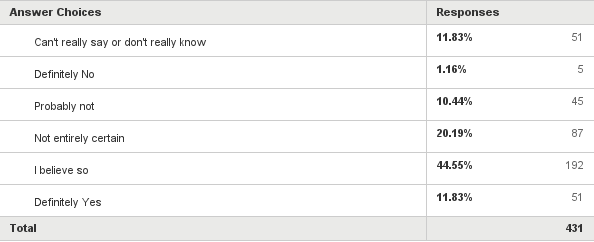 Answer Choices Responses
Can't really say or don't really know 11.83% 51
Definitely No 1.16% 5
Probably not 10.44% 45
Not entirely certain 20.19% 87
I believe so 44.55% 192
Definitely Yes 11.83% 51
Total 431